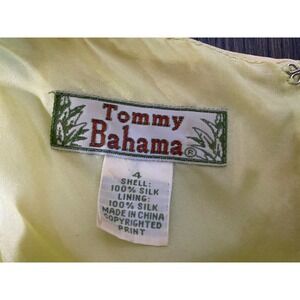 Tommy
Bahama®
4
SHELL:
100% SILK
LINING:
100% SILK
MADE IN CHINA
COPYRIGHTED
PRINT